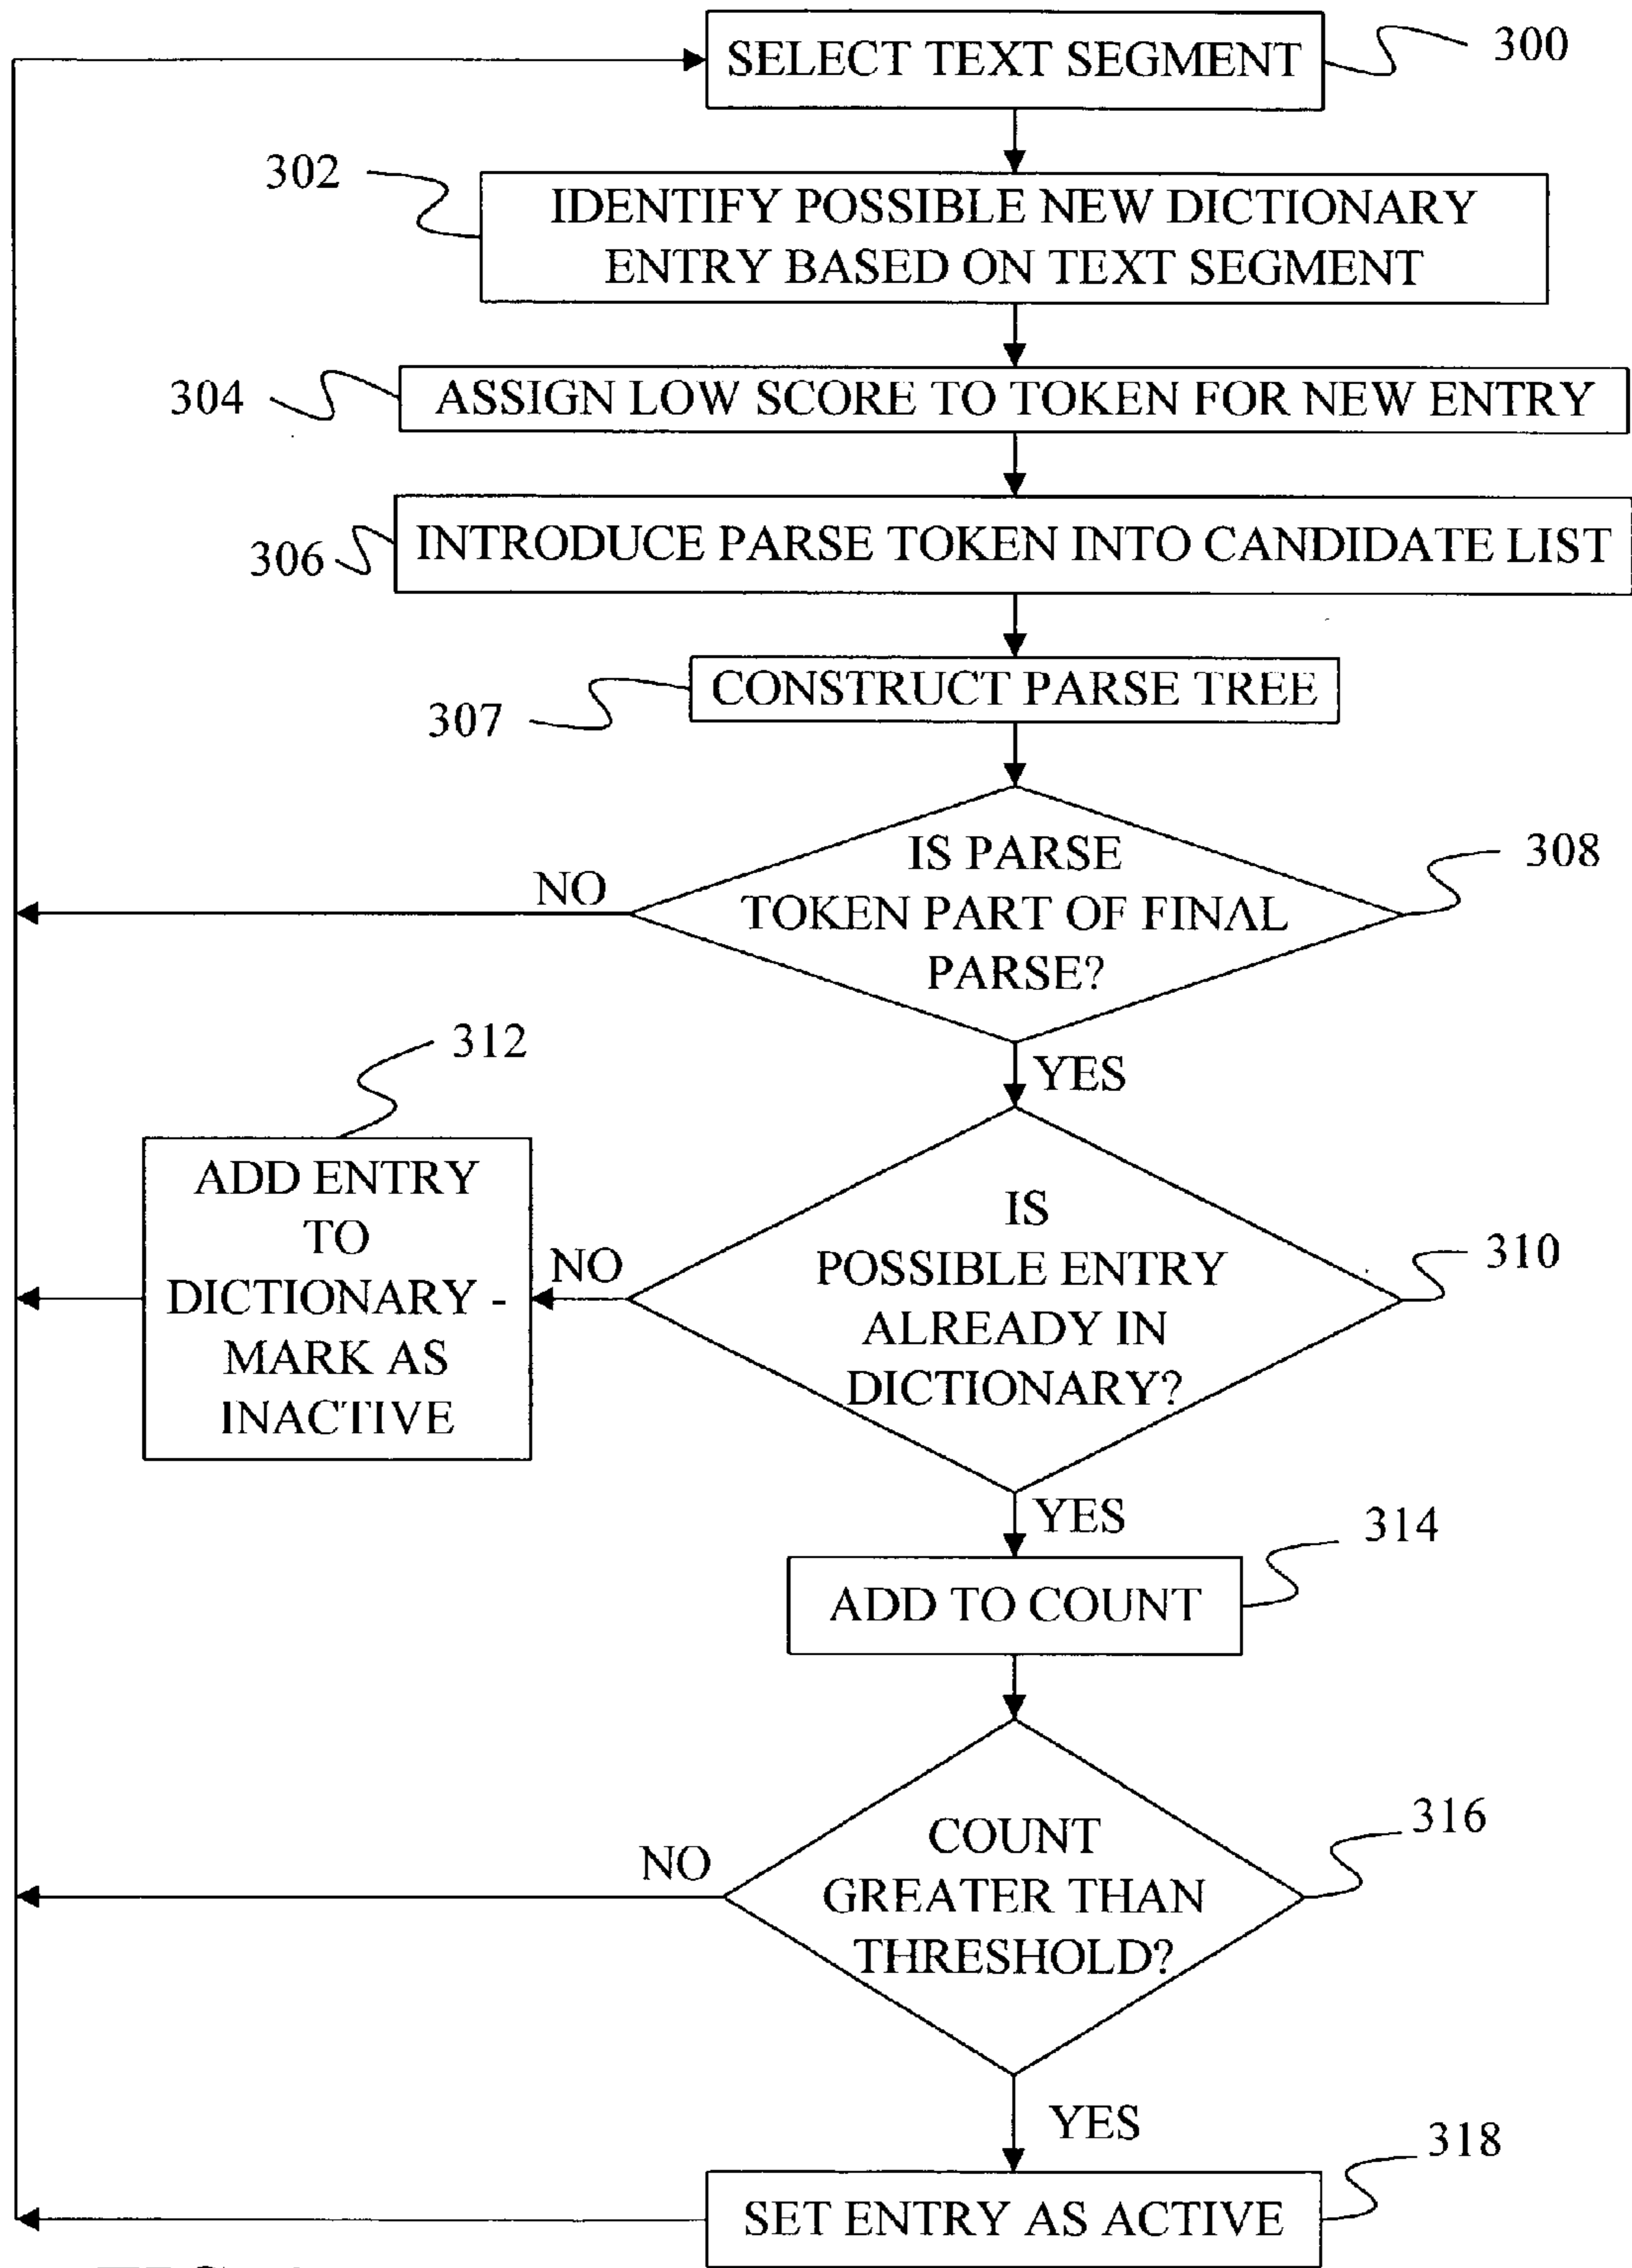 SELECT TEXT SEGMENT
300
302
IDENTIFY POSSIBLE NEW DICTIONARY
ENTRY BASED ON TEXT SEGMENT
304
ASSIGN LOW SCORE TO TOKEN FOR NEW ENTRY
306
INTRODUCE PARSE TOKEN INTO CANDIDATE LIST
307
CONSTRUCT PARSE TREE
308
IS PARSE
TOKEN PART OF FINAL
PARSE?
NO
YES
312
ADD ENTRY
TO
DICTIONARY -
MARK AS
INACTIVE
NO
IS
POSSIBLE ENTRY
ALREADY IN
DICTIONARY?
310
YES
314
ADD TO COUNT
316
COUNT
GREATER THAN
THRESHOLD?
NO
YES
318
SET ENTRY AS ACTIVE